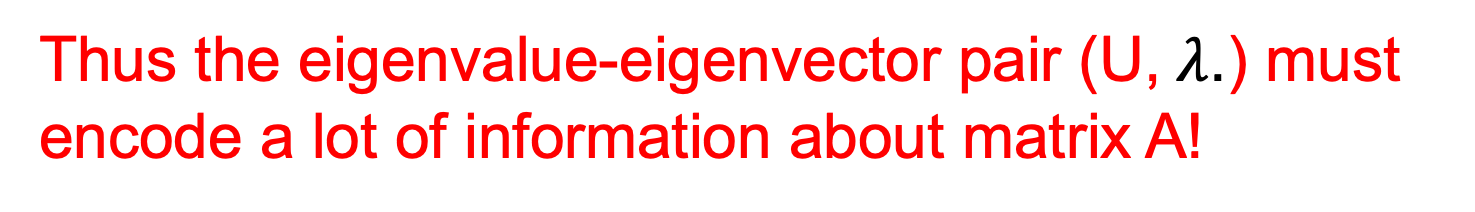 Thus the eigenvalue-eigenvector pair (U, λ.) must
encode a lot of information about matrix A!